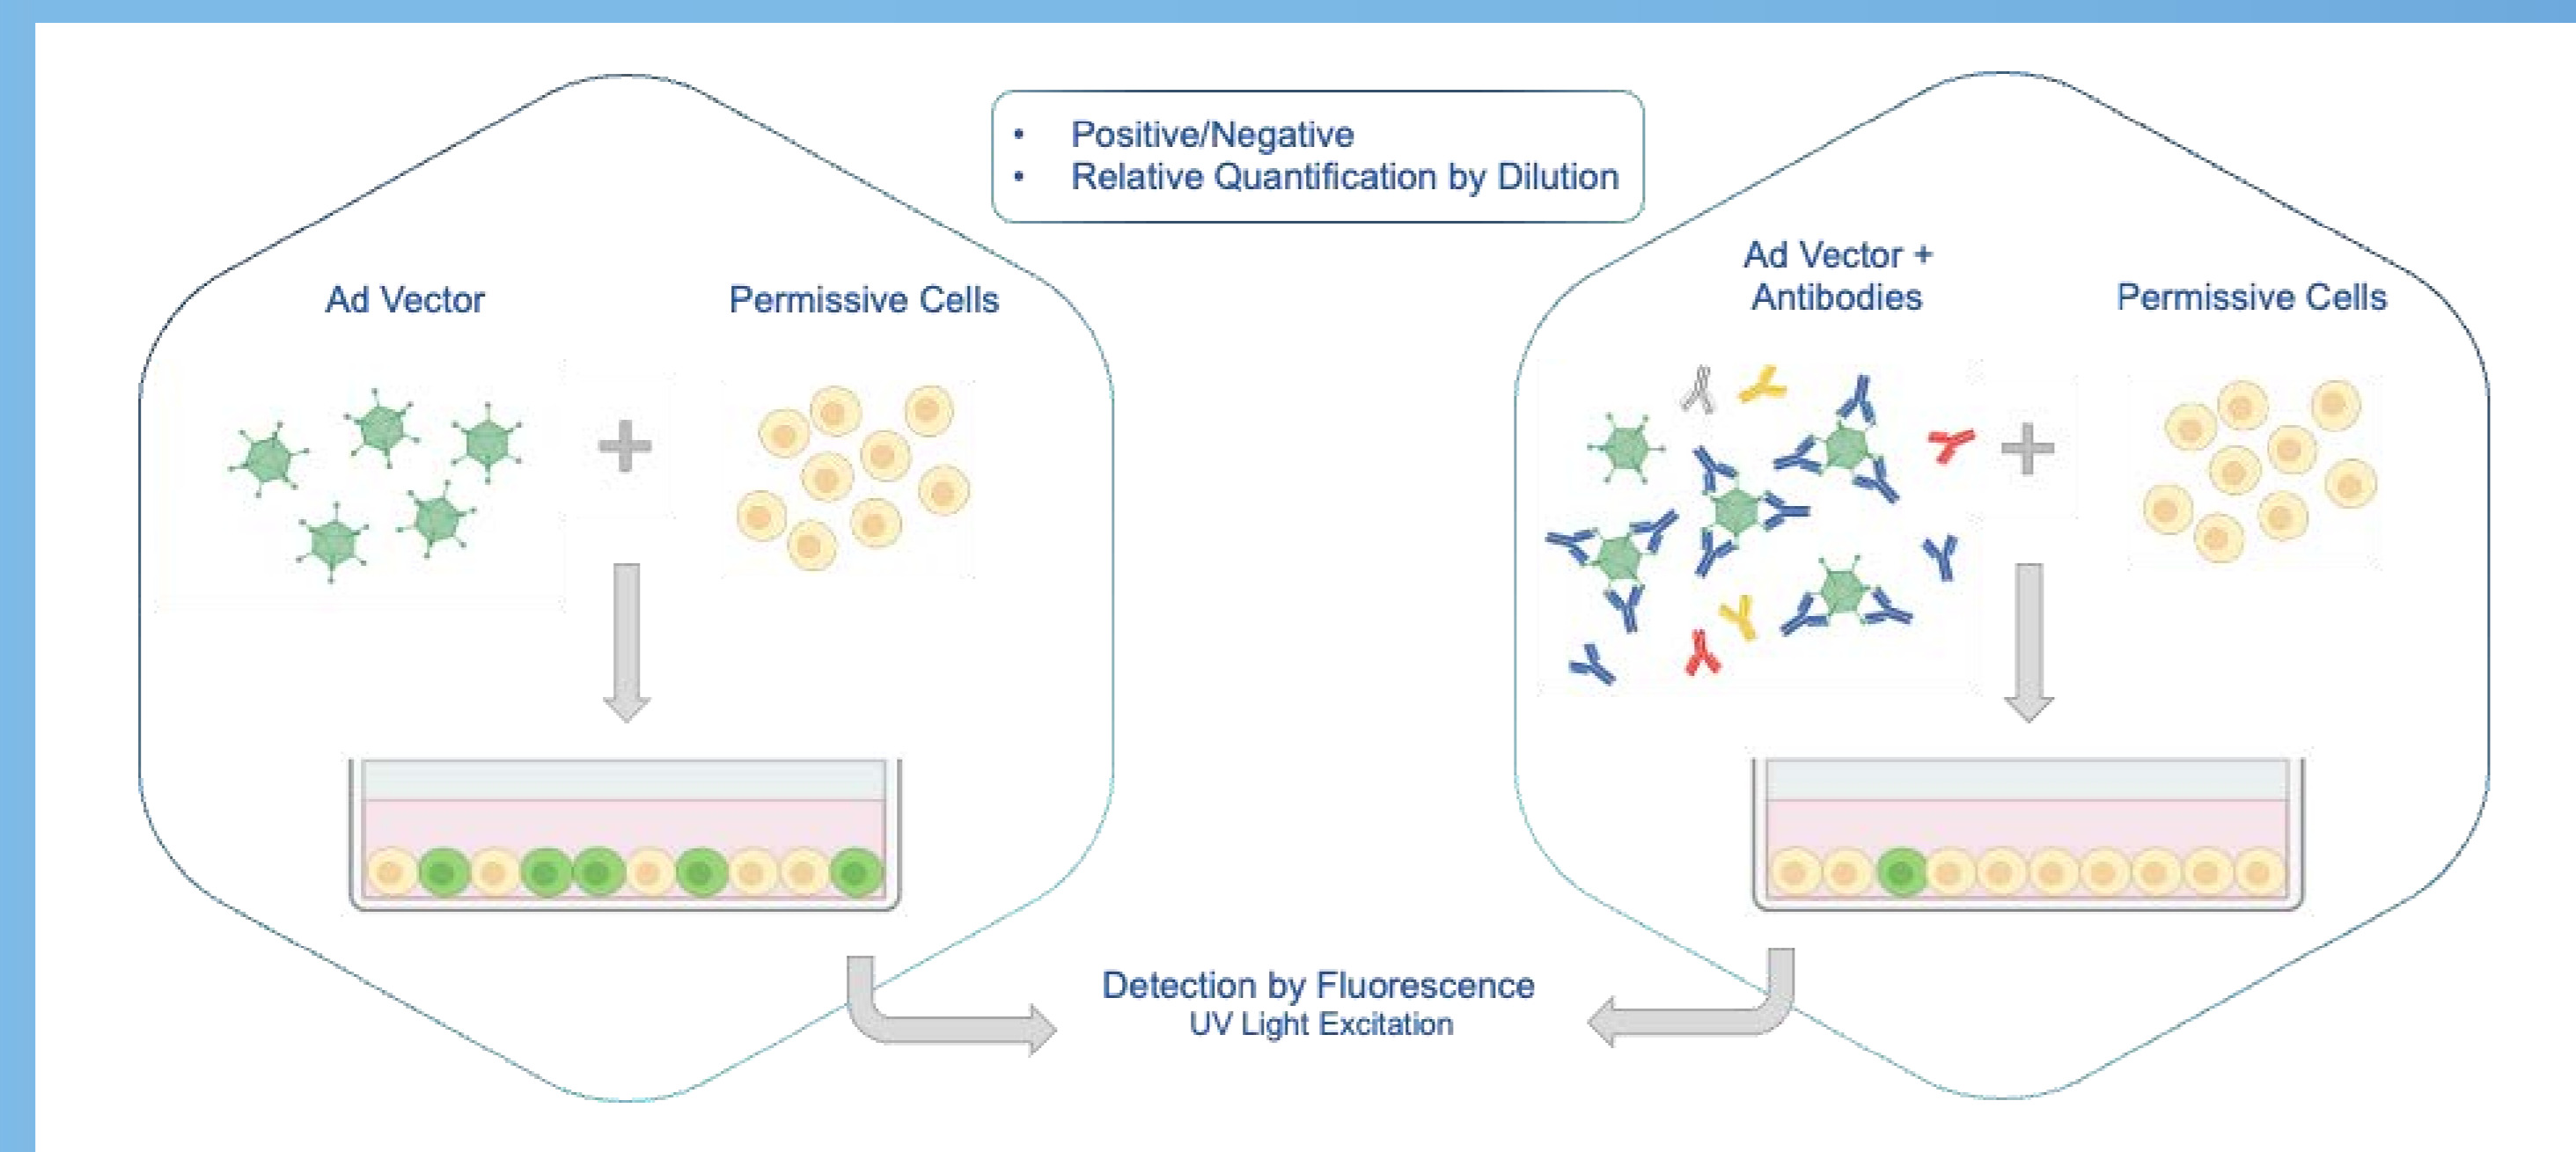 • Positive/Negative
• Relative Quantification by Dilution
Ad Vector
Permissive Cells
Ad Vector +
Antibodies
Permissive Cells
Detection by Fluorescence
UV Light Excitation